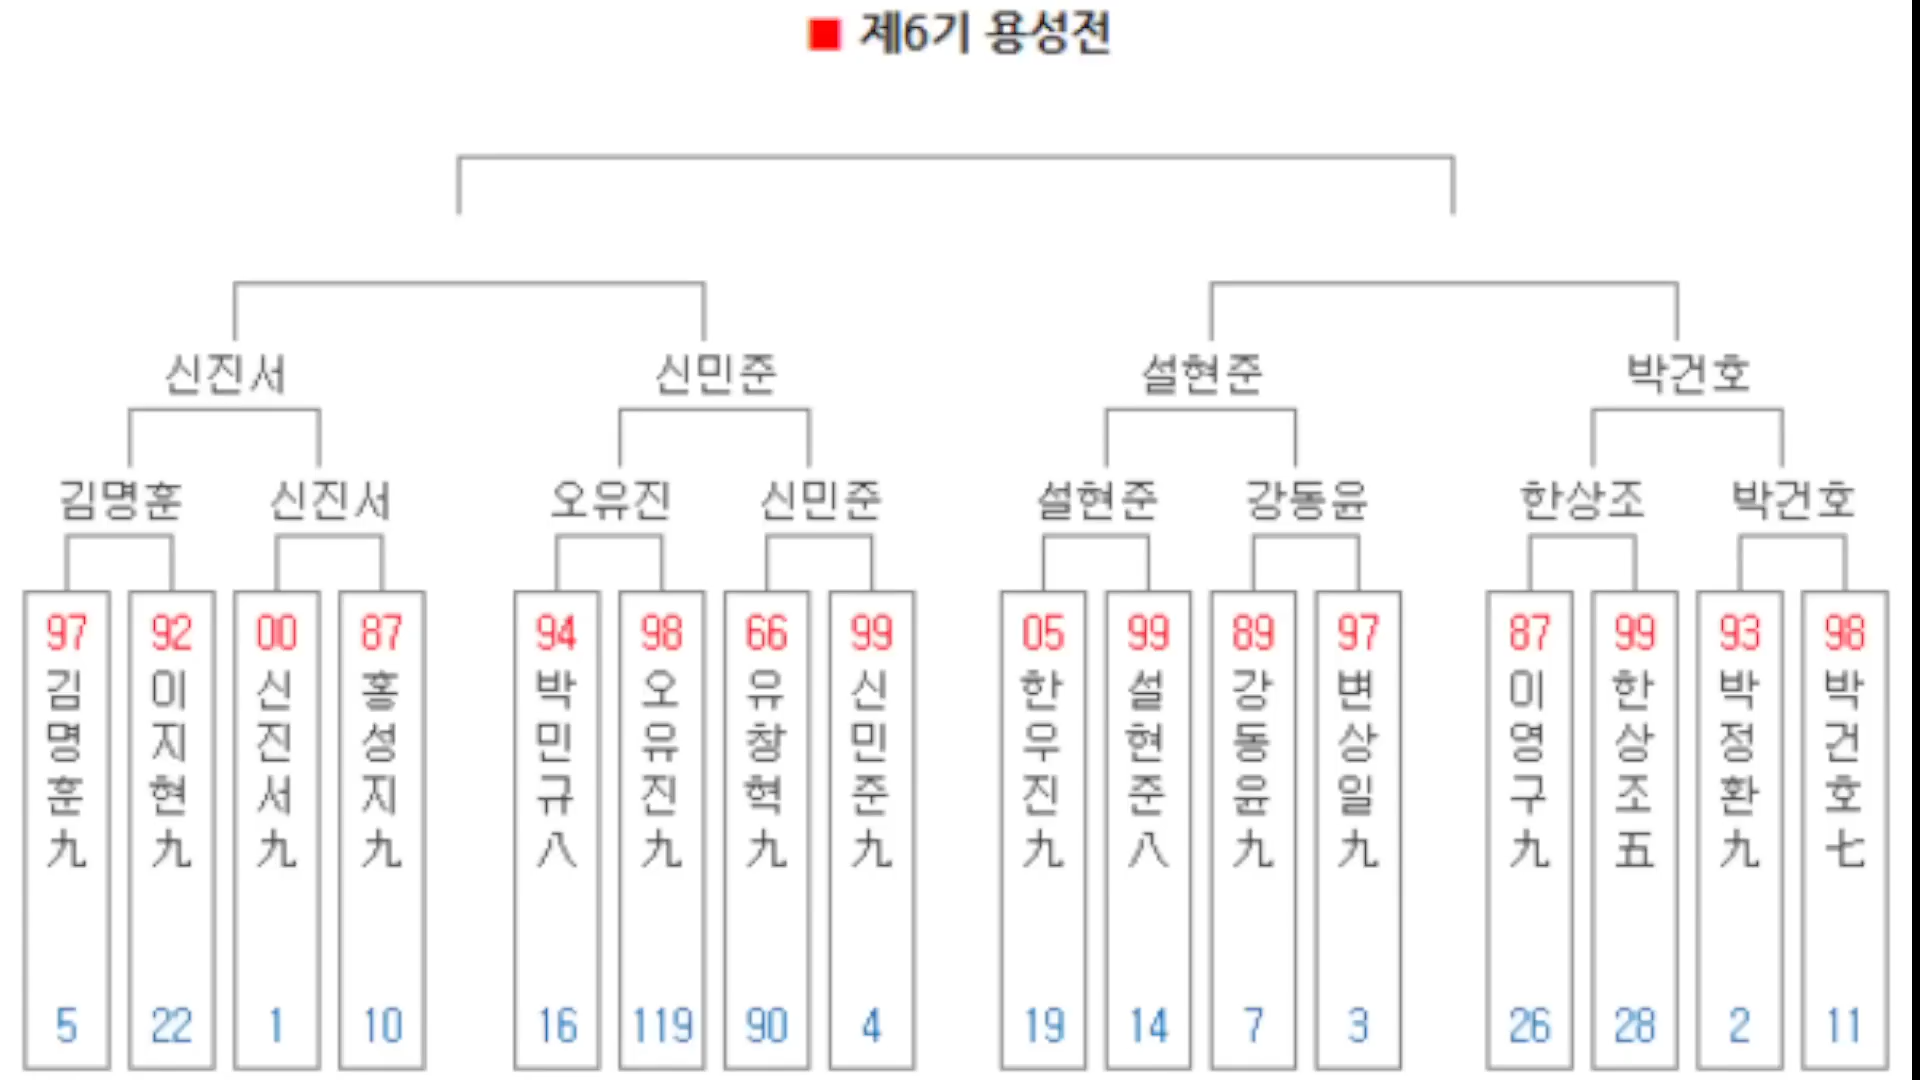 ■ 제6기 용성전
신진서 신민준 설현준 박건호
김명훈 신진서 오유진 신민준 설현준 강동윤 한상조 박건호
97 92 00 87 94 98 66 99 05 99 89 97 87 99 93 98
김명훈九
이지현九
신진서九
홍성지九
박민규八
오유진九
유창혁九
신민준九
한우진九
설현준八
강동윤九
변상일九
이영구九
한상조五
박정환九
박건호七
5 22 1 10 16 119 90 4 19 14 7 3 26 28 2 11